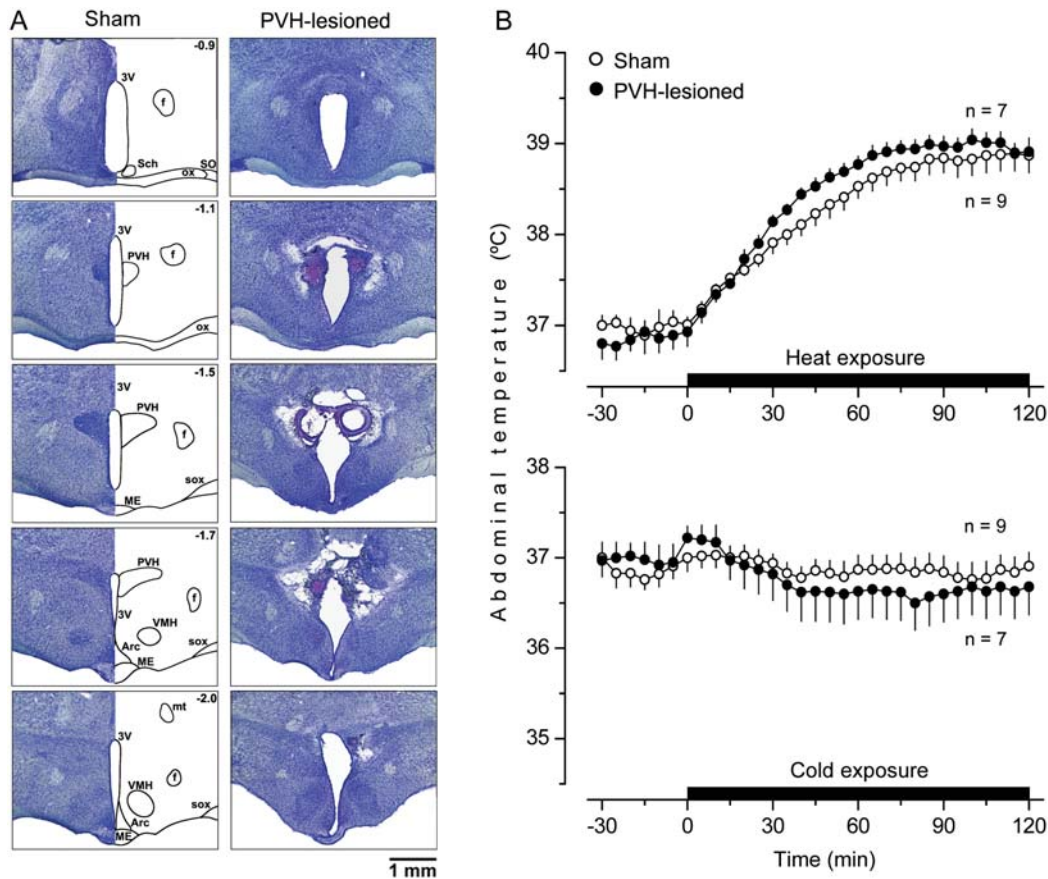 A
Sham
PVH-lesioned
-0.9
3V
f
Sch
SO
ox
-1.1
3V
PVH
f
ox
-1.5
3V
PVH
f
sox
ME
-1.7
PVH
f
3V
VMH
Arc
sox
ME
-2.0
mt
3V
f
VMH
sox
Arc
ME
1 mm
B
Abdominal temperature (ºC)
40
39
38
37
Sham
PVH-lesioned
n = 7
n = 9
Heat exposure
-30 0 30 60 90 120
38
37
36
35
n = 9
n = 7
Cold exposure
-30 0 30 60 90 120
Time (min)